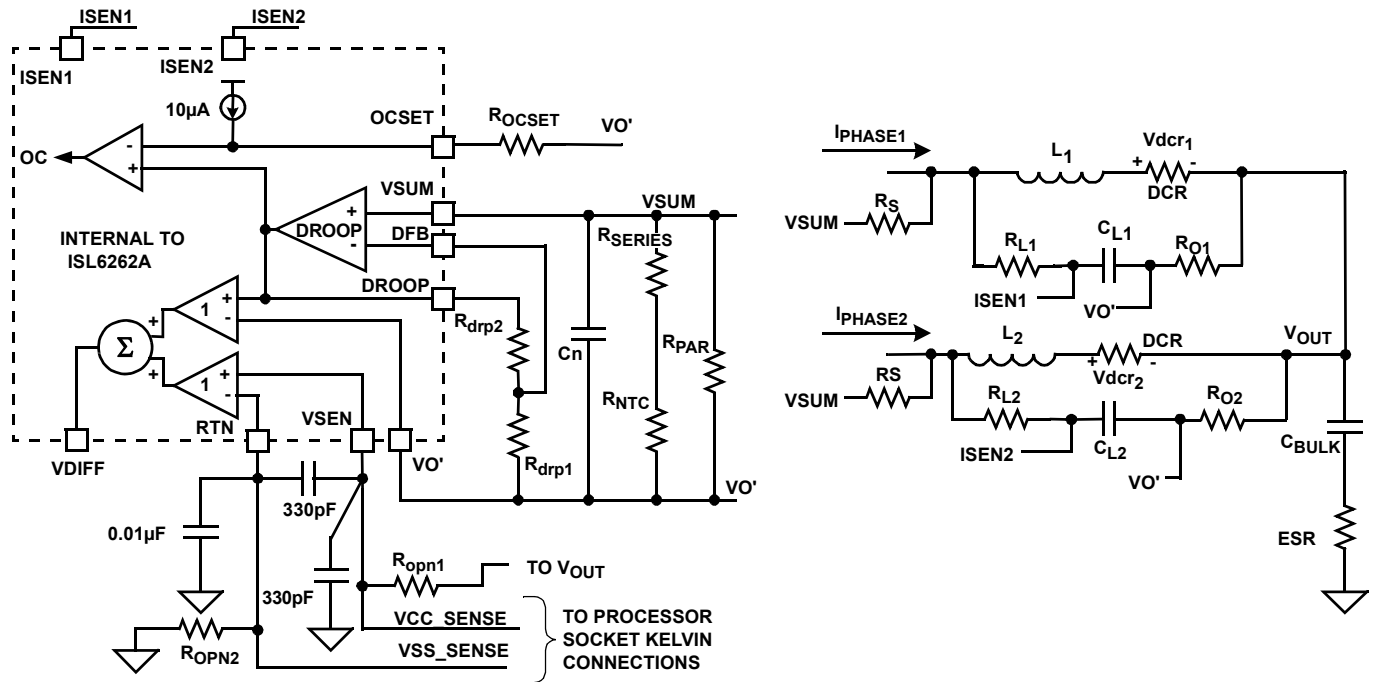 ISEN1
ISEN2
ISEN1
ISEN2
10µA
OCSET
ROCSET
VO'
OC
-
+
INTERNAL TO
ISL6262A
DROOP
+
-
VSUM
DFB
DROOP
VSUM
RSERIES
Rdrp2
Cn
RPAR
RNTC
Rdrp1
VO'
1
+
-
+
Σ
+
1
+
-
RTN
VSEN
VDIFF
VO'
330pF
0.01µF
330pF
Ropn1
TO VOUT
ROPN2
VCC_SENSE
VSS_SENSE
TO PROCESSOR
SOCKET KELVIN
CONNECTIONS
IPHASE1
L1
Vdcr1
+
-
DCR
RS
VSUM
RL1
CL1
RO1
ISEN1
VO'
IPHASE2
L2
DCR
+
-
Vdcr2
VOUT
RS
VSUM
RL2
CL2
RO2
ISEN2
VO'
CBULK
ESR